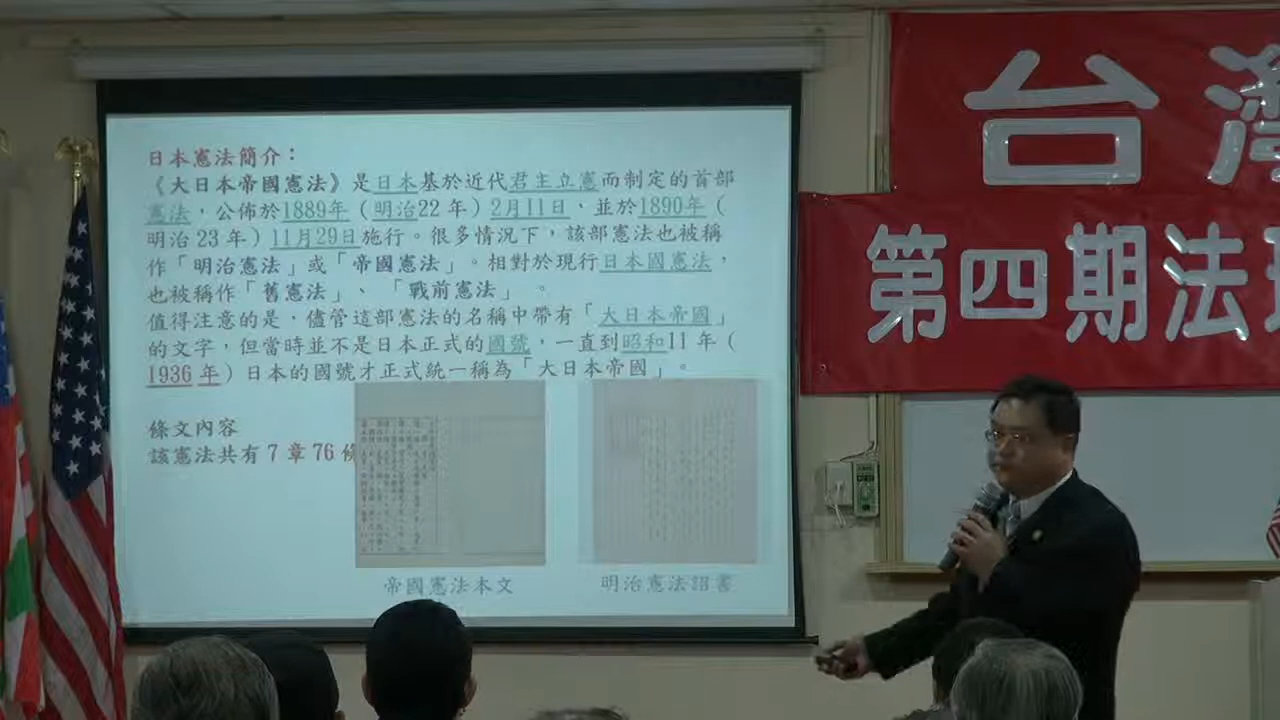 日本憲法簡介：
《大日本帝國憲法》是日本基於近代君主立憲而制定的首部
憲法，公佈於1889年（明治22年）2月11日，並於1890年（
明治23年）11月29日施行。很多情況下，該部憲法也被稱
作「明治憲法」或「帝國憲法」。相對於現行日本國憲法，
也被稱作「舊憲法」、「戰前憲法」 。
值得注意的是，儘管這部憲法的名稱中帶有「大日本帝國」
的文字，但當時並不是日本正式的國號，一直到昭和11年（
1936年）日本的國號才正式統一稱為「大日本帝國」。
條文內容
該憲法共有7章76條
帝國憲法本文
明治憲法詔書
台灣
第四期法理